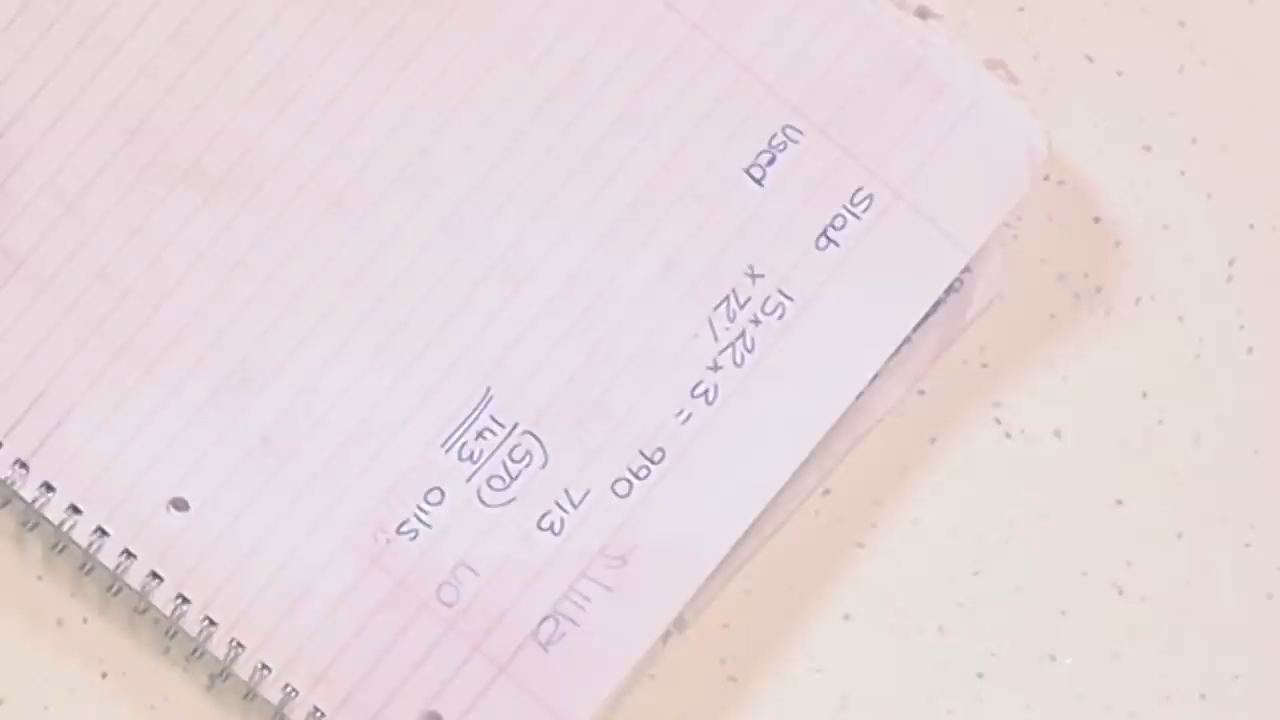 Slab 15 x 22 x 3 = 990
x 72% 713
Used (570)
143 oils